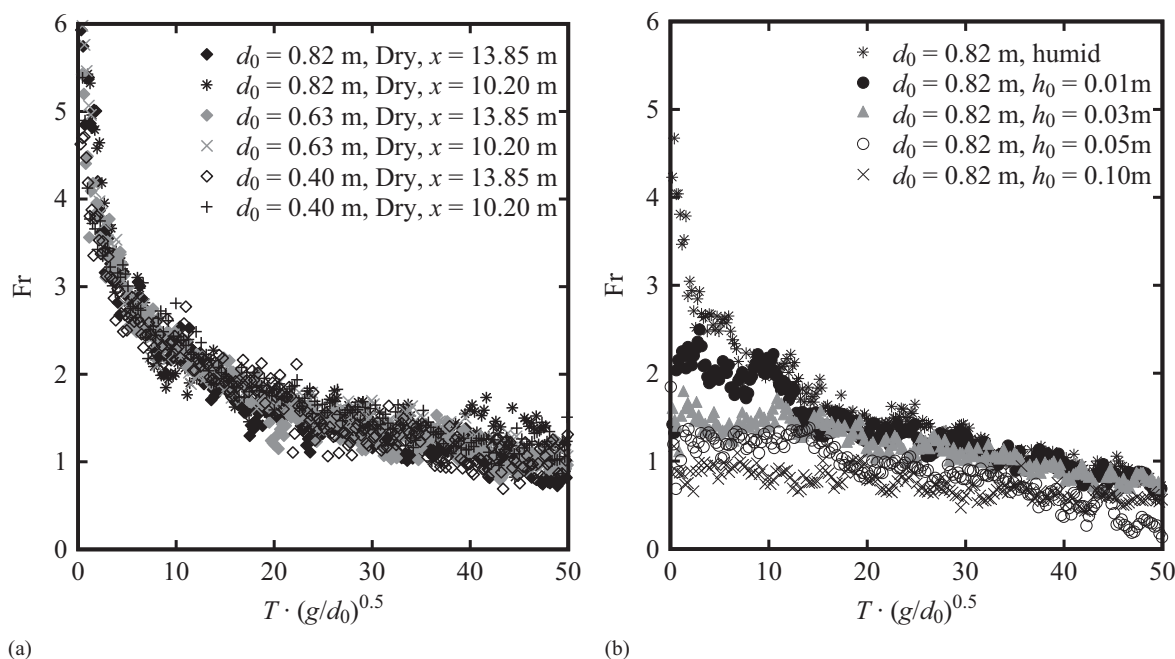 6
5
4
3
2
1
0
Fr
d0 = 0.82 m, Dry, x = 13.85 m
d0 = 0.82 m, Dry, x = 10.20 m
d0 = 0.63 m, Dry, x = 13.85 m
d0 = 0.63 m, Dry, x = 10.20 m
d0 = 0.40 m, Dry, x = 13.85 m
d0 = 0.40 m, Dry, x = 10.20 m
0 10 20 30 40 50
T · (g/d0)^0.5
(a)
6
5
4
3
2
1
0
Fr
d0 = 0.82 m, humid
d0 = 0.82 m, h0 = 0.01m
d0 = 0.82 m, h0 = 0.03m
d0 = 0.82 m, h0 = 0.05m
d0 = 0.82 m, h0 = 0.10m
0 10 20 30 40 50
T · (g/d0)^0.5
(b)